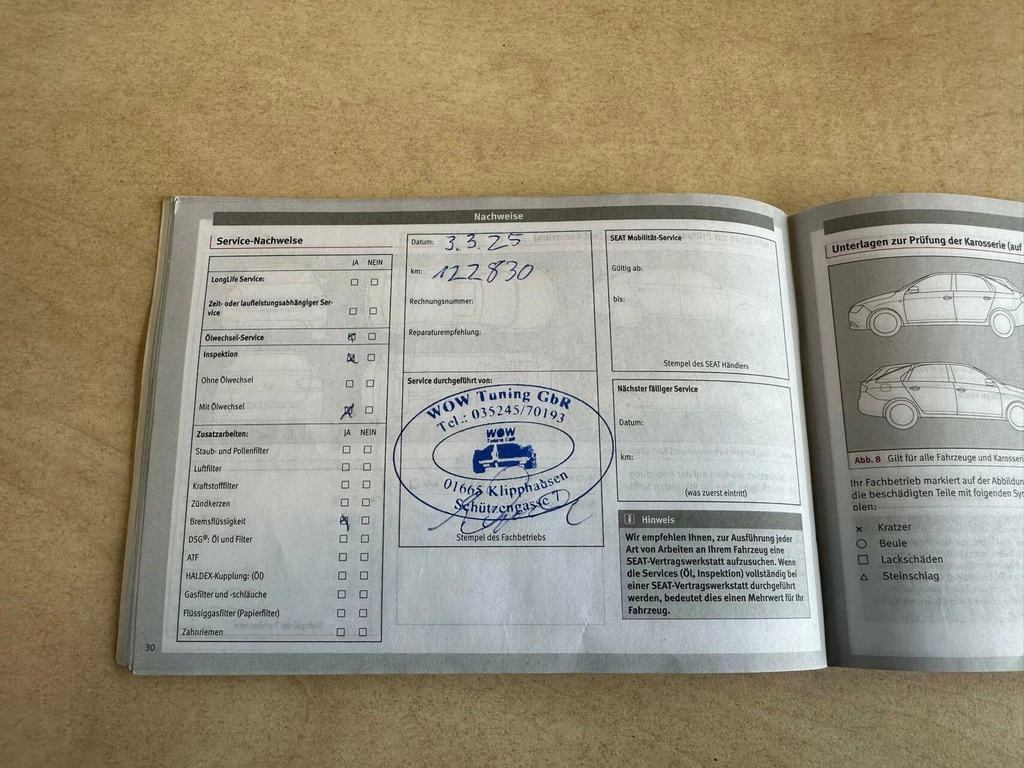 Nachweise
Service-Nachweise
JA NEIN
LongLife Service:
Zeit- oder laufleistungsabhängiger Ser-
vice
Ölwechsel-Service
Inspektion
Ohne Ölwechsel
Mit Ölwechsel
Zusatzarbeiten: JA NEIN
Staub- und Pollenfilter
Luftfilter
Kraftstofffilter
Zündkerzen
Bremsflüssigkeit
DSG®: Öl und Filter
ATF
HALDEX-Kupplung: (Öl)
Gasfilter und -schläuche
Flüssiggasfilter (Papierfilter)
Zahnriemen
30
Datum: 3.3.25
km: 122830
Rechnungsnummer:
Reparaturempfehlung:
Service durchgeführt von:
WOW Tuning GbR
Tel.: 035245/70193
WOW
Tuning GbR
01665 Klipphausen
Schützengasse 7
Stempel des Fachbetriebs
SEAT Mobilität-Service
Gültig ab:
bis:
Stempel des SEAT Händlers
Nächster fälliger Service
Datum:
km:
(was zuerst eintritt)
i Hinweis
Wir empfehlen Ihnen, zur Ausführung jeder
Art von Arbeiten an Ihrem Fahrzeug eine
SEAT-Vertragswerkstatt aufzusuchen. Wenn
die Services (Öl, Inspektion) vollständig bei
einer SEAT-Vertragswerkstatt durchgeführt
werden, bedeutet dies einen Mehrwert für Ihr
Fahrzeug.
Unterlagen zur Prüfung der Karosserie (auf
Abb. 8 Gilt für alle Fahrzeuge und Karosseri
Ihr Fachbetrieb markiert auf der Abbildun
die beschädigten Teile mit folgenden Sy
olen:
Kratzer
Beule
Lackschäden
Steinschlag